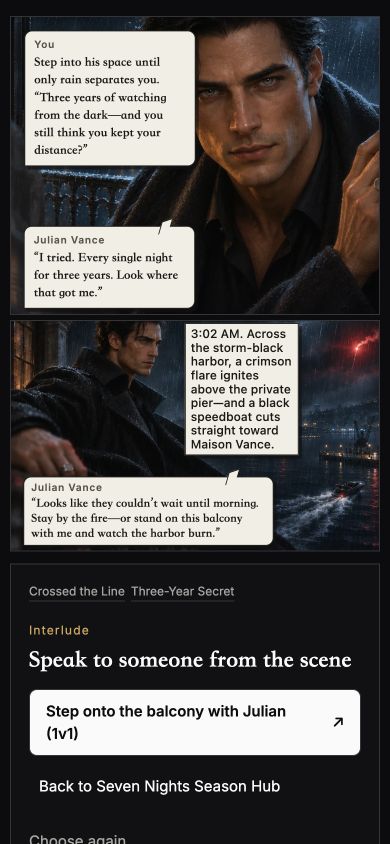 You
Step into his space until
only rain separates you.
“Three years of watching
from the dark—and you
still think you kept your
distance?”
Julian Vance
“I tried. Every single night
for three years. Look where
that got me.”
3:02 AM. Across
the storm-black
harbor, a crimson
flare ignites
above the private
pier—and a black
speedboat cuts
straight toward
Maison Vance.
Julian Vance
“Looks like they couldn’t wait until morning.
Stay by the fire—or stand on this balcony
with me and watch the harbor burn.”
Crossed the Line Three-Year Secret
Interlude
Speak to someone from the scene
Step onto the balcony with Julian
(1v1)
Back to Seven Nights Season Hub
Choose again